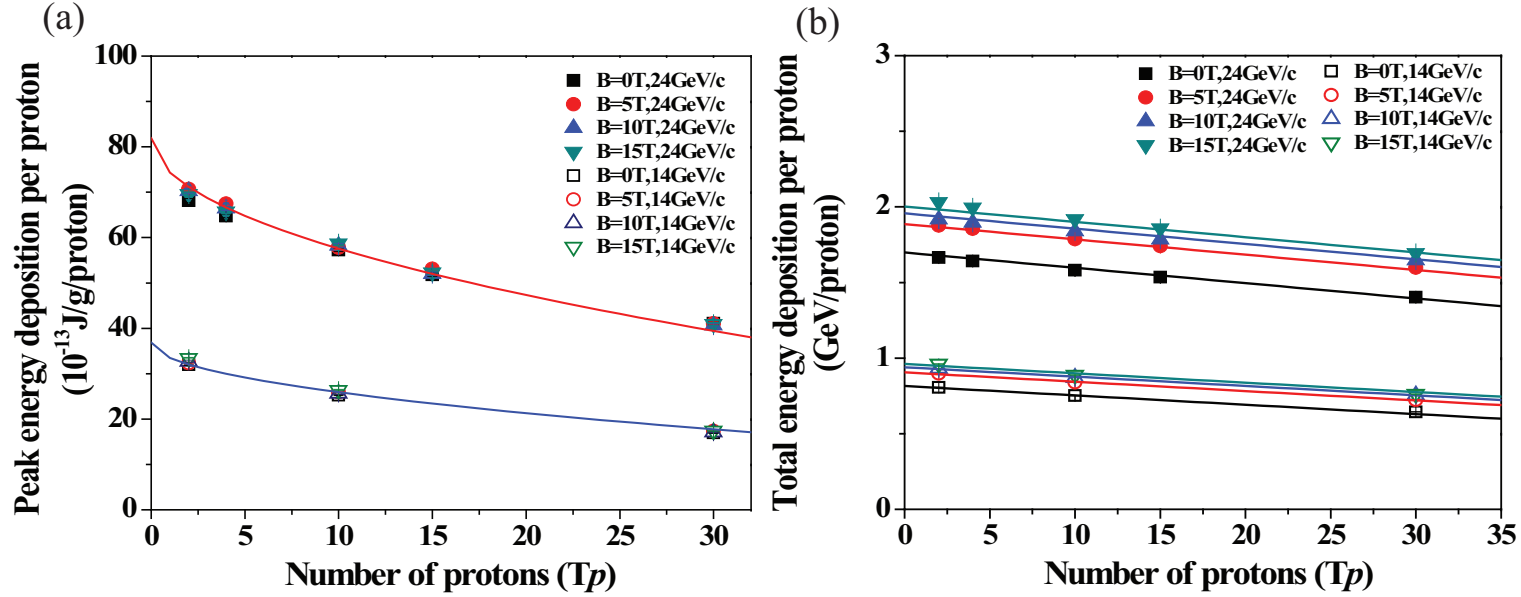 (a)
100
80
60
40
20
0
0 5 10 15 20 25 30
Peak energy deposition per proton
(10⁻¹³J/g/proton)
Number of protons (Tp)
B=0T,24GeV/c
B=5T,24GeV/c
B=10T,24GeV/c
B=15T,24GeV/c
B=0T,14GeV/c
B=5T,14GeV/c
B=10T,14GeV/c
B=15T,14GeV/c
(b)
3
2
1
0
0 5 10 15 20 25 30 35
Total energy deposition per proton
(GeV/proton)
Number of protons (Tp)
B=0T,24GeV/c
B=5T,24GeV/c
B=10T,24GeV/c
B=15T,24GeV/c
B=0T,14GeV/c
B=5T,14GeV/c
B=10T,14GeV/c
B=15T,14GeV/c